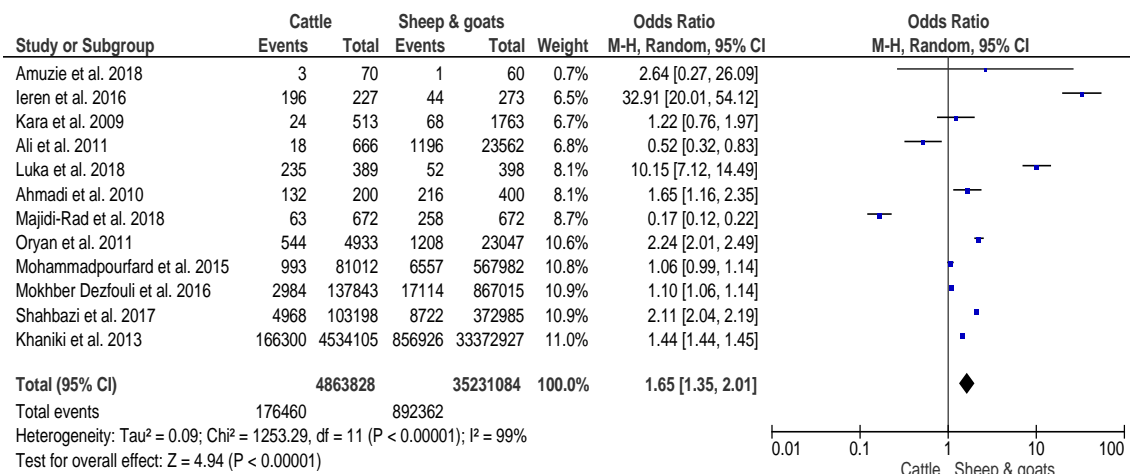 Cattle Sheep & goats Odds Ratio Odds Ratio
Study or Subgroup Events Total Events Total Weight M-H, Random, 95% CI M-H, Random, 95% CI
Amuzie et al. 2018 3 70 1 60 0.7% 2.64 [0.27, 26.09]
Ieren et al. 2016 196 227 44 273 6.5% 32.91 [20.01, 54.12]
Kara et al. 2009 24 513 68 1763 6.7% 1.22 [0.76, 1.97]
Ali et al. 2011 18 666 1196 23562 6.8% 0.52 [0.32, 0.83]
Luka et al. 2018 235 389 52 398 8.1% 10.15 [7.12, 14.49]
Ahmadi et al. 2010 132 200 216 400 8.1% 1.65 [1.16, 2.35]
Majidi-Rad et al. 2018 63 672 258 672 8.7% 0.17 [0.12, 0.22]
Oryan et al. 2011 544 4933 1208 23047 10.6% 2.24 [2.01, 2.49]
Mohammadpourfard et al. 2015 993 81012 6557 567982 10.8% 1.06 [0.99, 1.14]
Mokhber Dezfouli et al. 2016 2984 137843 17114 867015 10.9% 1.10 [1.06, 1.14]
Shahbazi et al. 2017 4968 103198 8722 372985 10.9% 2.11 [2.04, 2.19]
Khaniki et al. 2013 166300 4534105 856926 33372927 11.0% 1.44 [1.44, 1.45]
Total (95% CI) 4863828 35231084 100.0% 1.65 [1.35, 2.01]
Total events 176460 892362
Heterogeneity: Tau² = 0.09; Chi² = 1253.29, df = 11 (P < 0.00001); I² = 99%
Test for overall effect: Z = 4.94 (P < 0.00001)
0.01 0.1 1 10 100
Cattle Sheep & goats